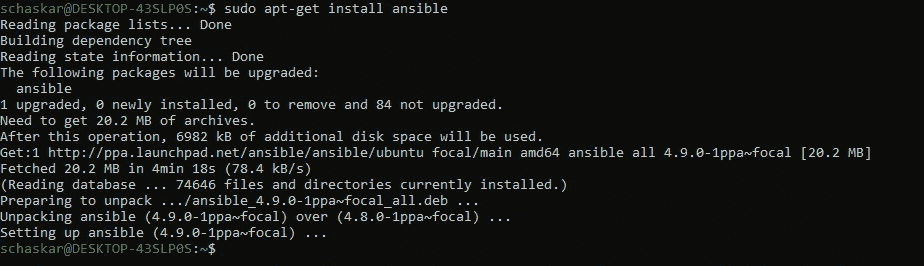 schaskar@DESKTOP-43SLP0S:~$ sudo apt-get install ansible
Reading package lists... Done
Building dependency tree
Reading state information... Done
The following packages will be upgraded:
  ansible
1 upgraded, 0 newly installed, 0 to remove and 84 not upgraded.
Need to get 20.2 MB of archives.
After this operation, 6982 kB of additional disk space will be used.
Get:1 http://ppa.launchpad.net/ansible/ansible/ubuntu focal/main amd64 ansible all 4.9.0-1ppa~focal [20.2 MB]
Fetched 20.2 MB in 4min 18s (78.4 kB/s)
(Reading database ... 74646 files and directories currently installed.)
Preparing to unpack .../ansible_4.9.0-1ppa~focal_all.deb ...
Unpacking ansible (4.9.0-1ppa~focal) over (4.8.0-1ppa~focal) ...
Setting up ansible (4.9.0-1ppa~focal) ...
schaskar@DESKTOP-43SLP0S:~$